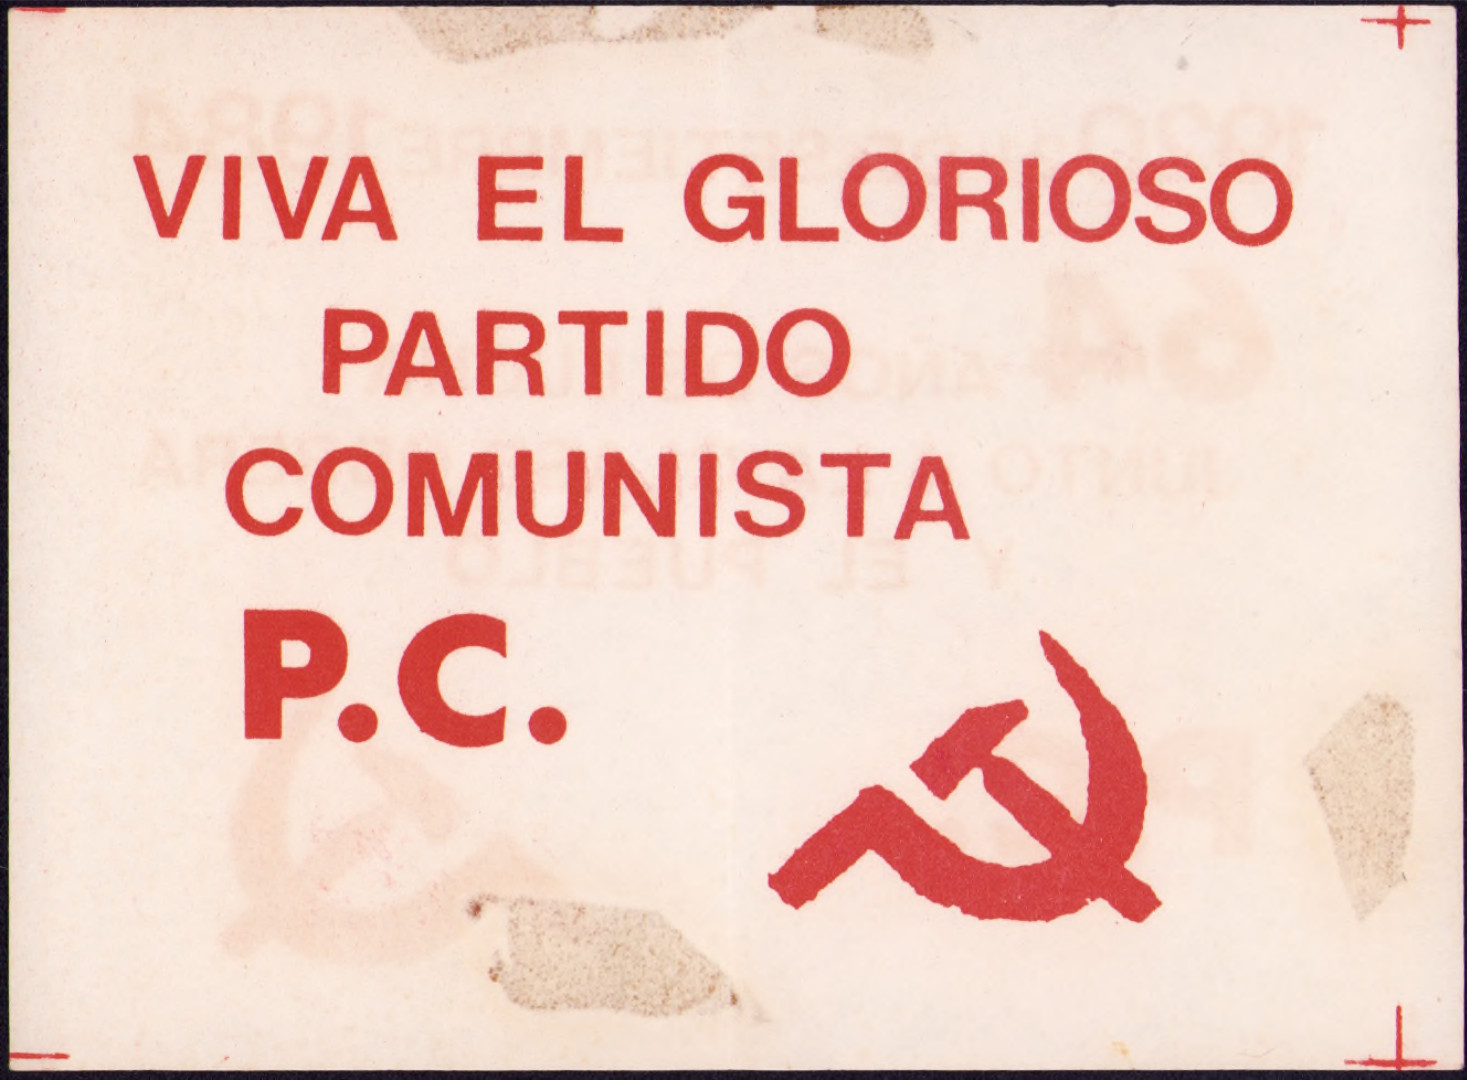 VIVA EL GLORIOSO
PARTIDO
COMUNISTA
P.C.